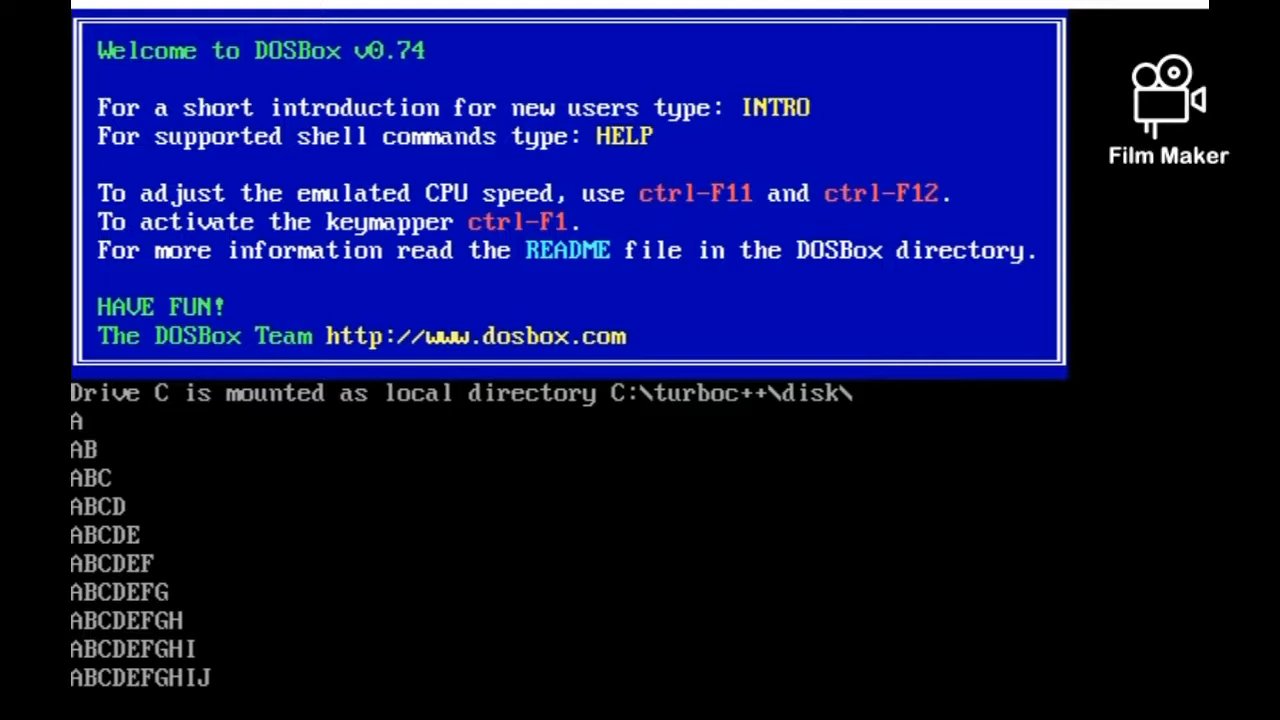 Welcome to DOSBox v0.74
For a short introduction for new users type: INTRO
For supported shell commands type: HELP
To adjust the emulated CPU speed, use ctrl-F11 and ctrl-F12.
To activate the keymapper ctrl-F1.
For more information read the README file in the DOSBox directory.
HAVE FUN!
The DOSBox Team http://www.dosbox.com
Drive C is mounted as local directory C:\turboc++\disk\
A
AB
ABC
ABCD
ABCDE
ABCDEF
ABCDEFG
ABCDEFGH
ABCDEFGHI
ABCDEFGHIJ
Film Maker